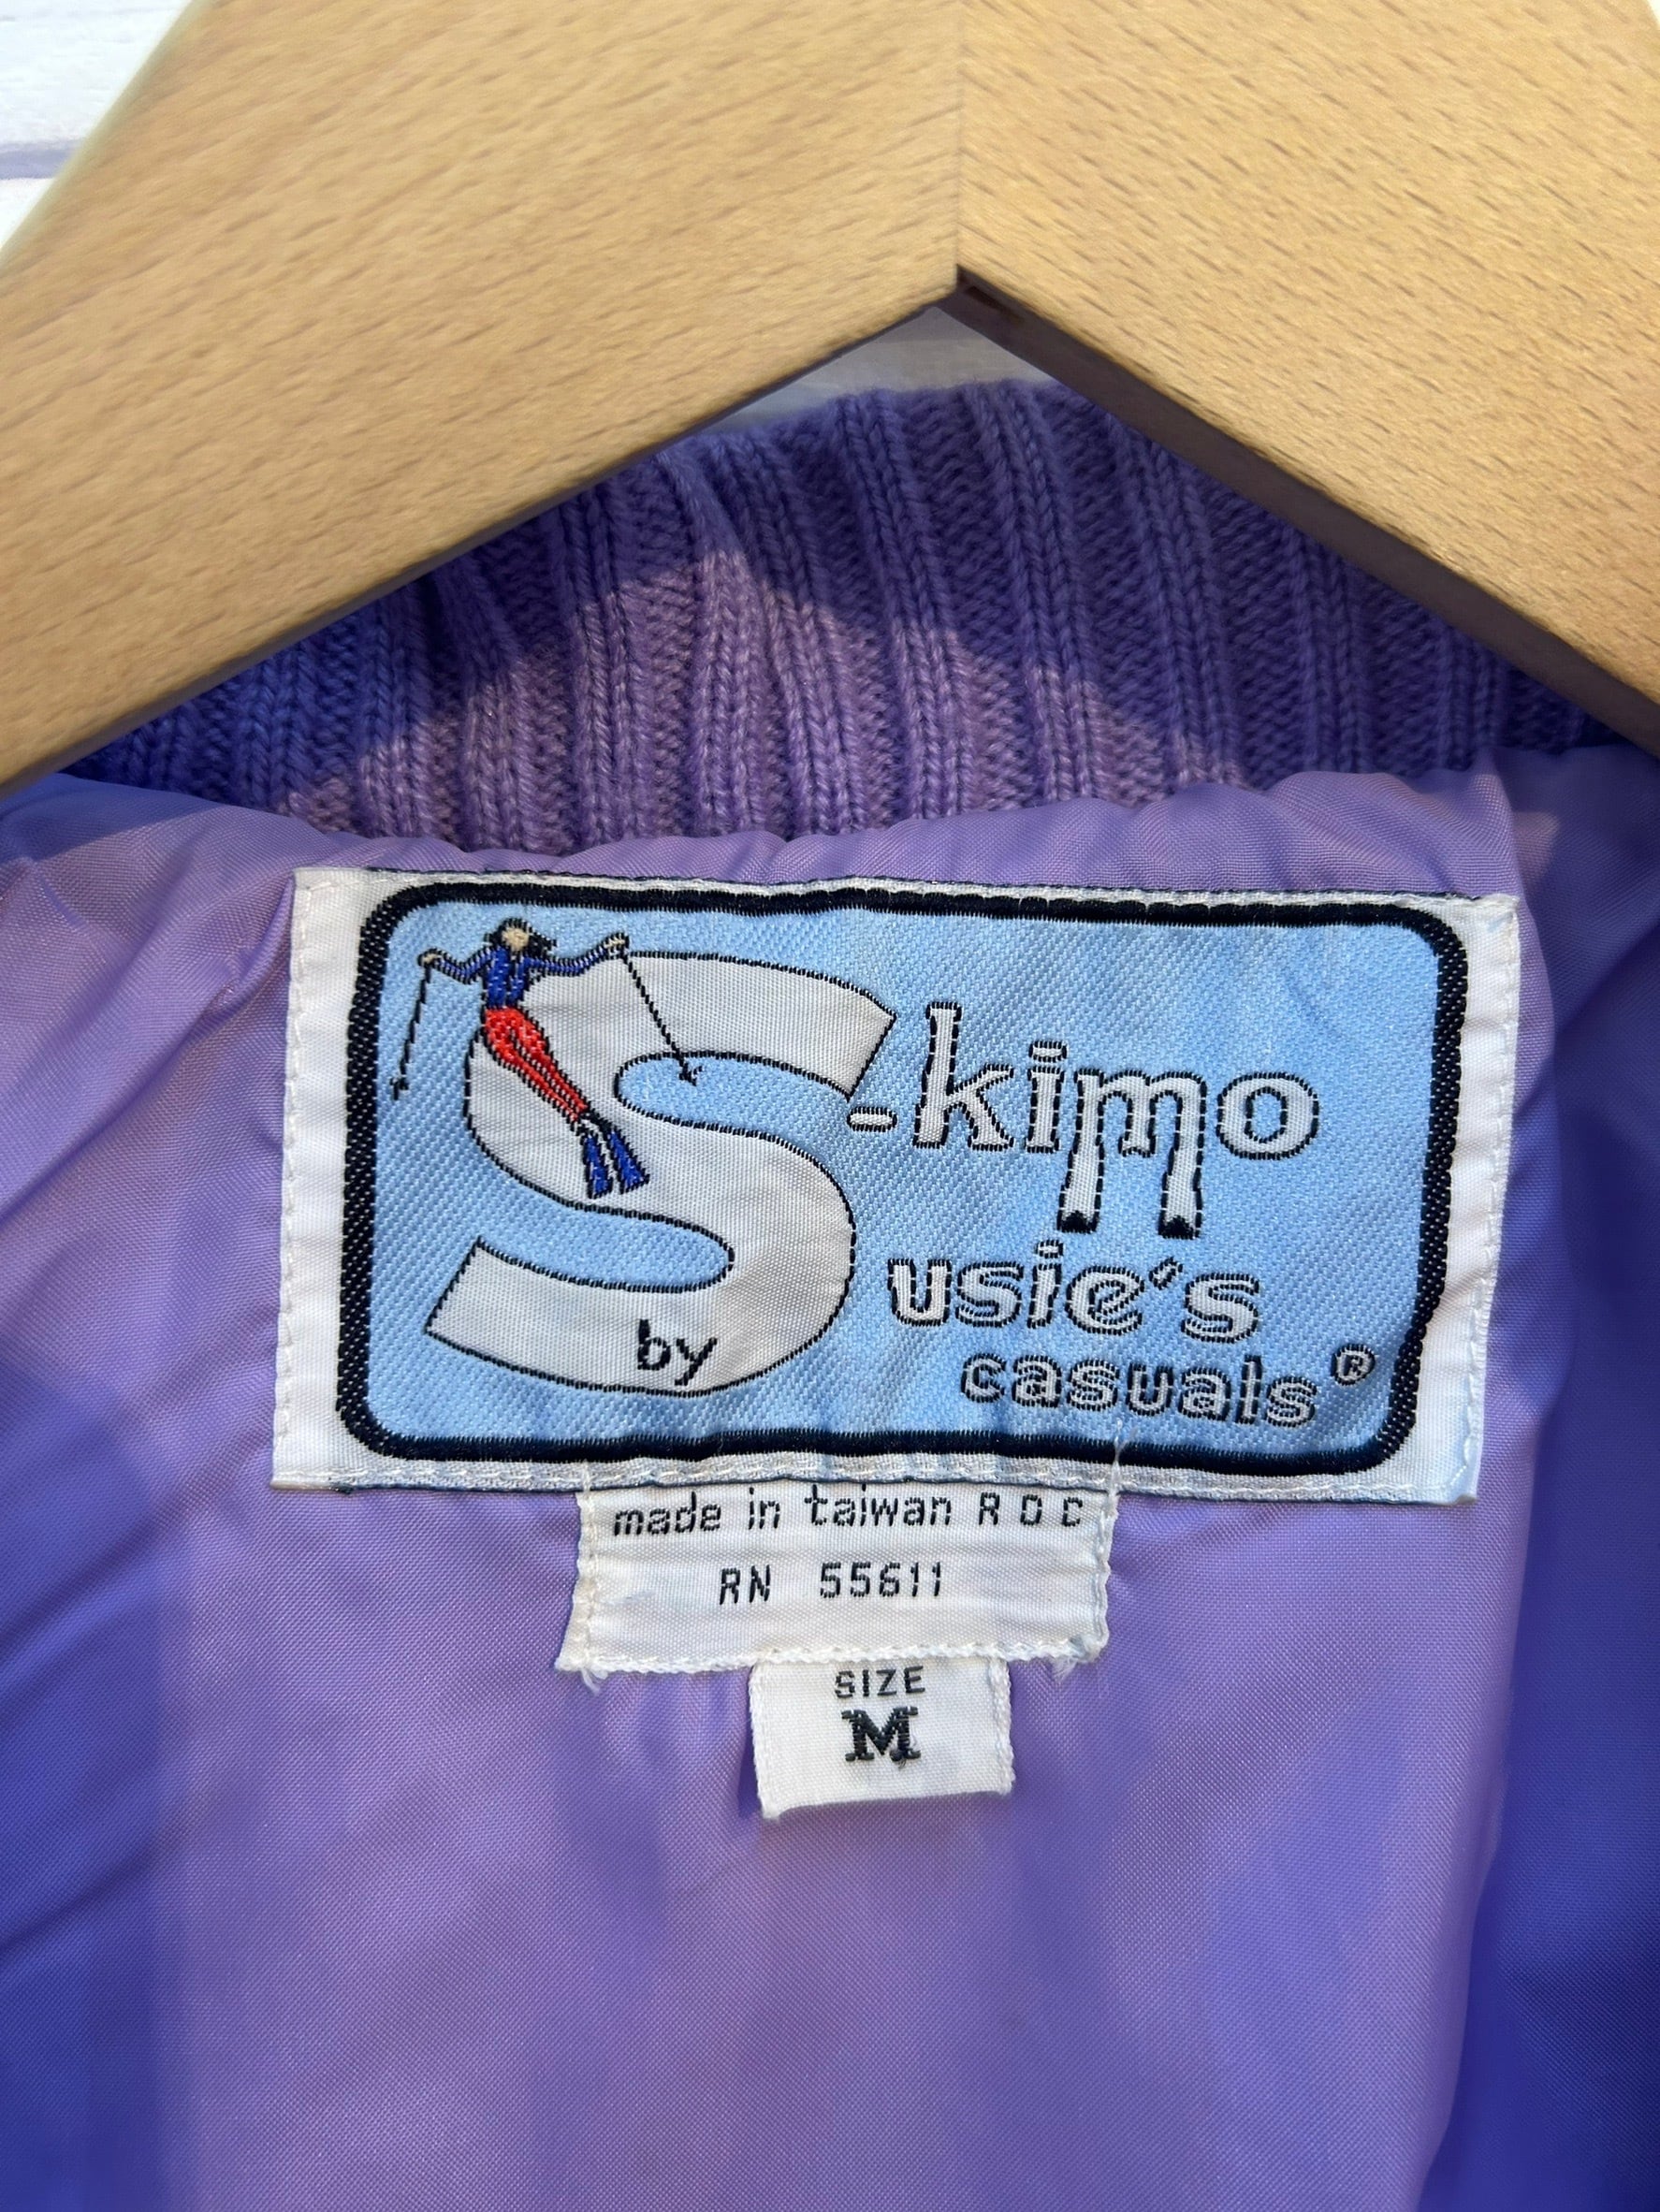 S-kimo
by Susie's
casuals®
made in taiwan R O C
RN 55611
SIZE
M